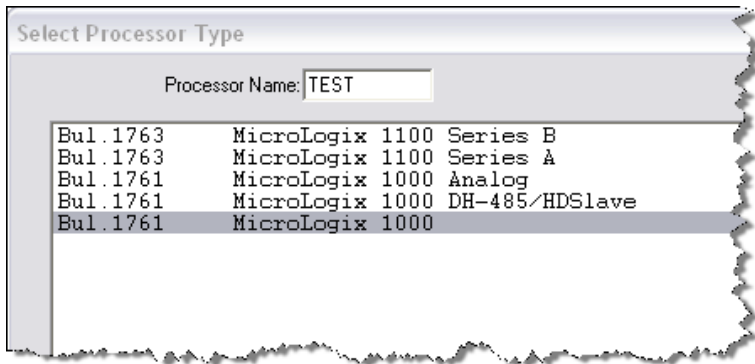 Select Processor Type
Processor Name: TEST
Bul.1763 MicroLogix 1100 Series B
Bul.1763 MicroLogix 1100 Series A
Bul.1761 MicroLogix 1000 Analog
Bul.1761 MicroLogix 1000 DH-485/HDSlave
Bul.1761 MicroLogix 1000